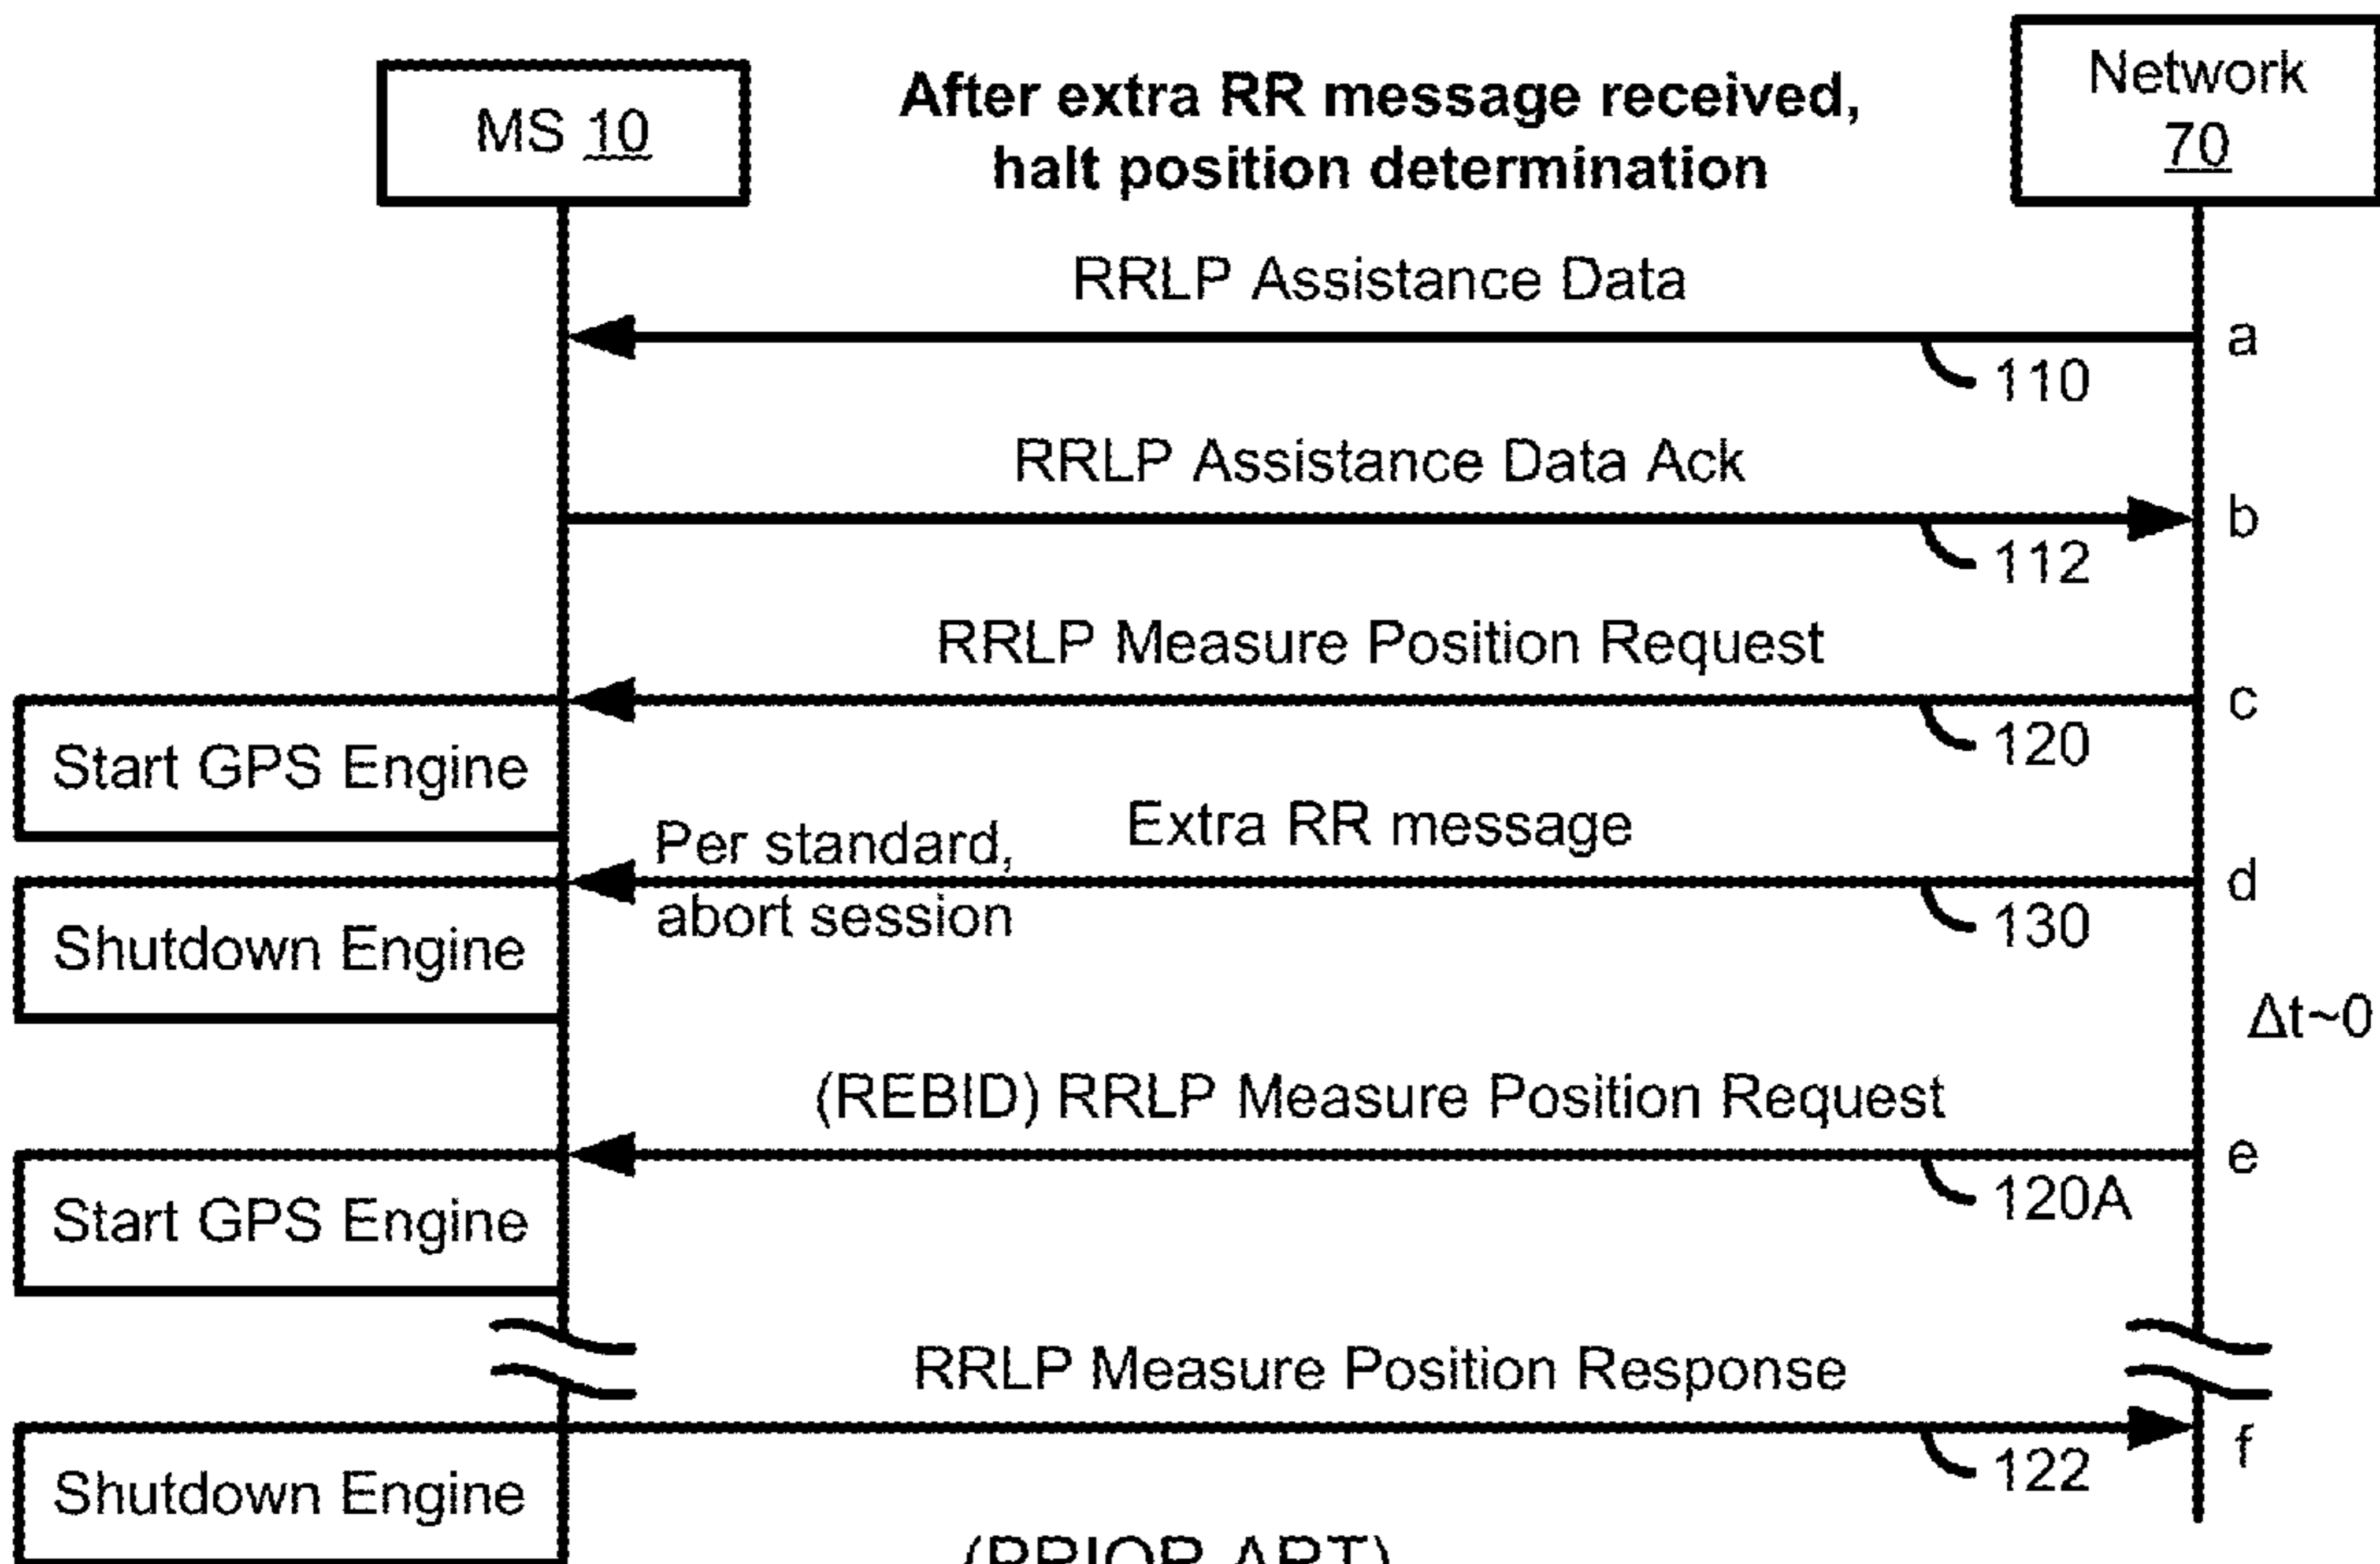 MS 10
After extra RR message received,
halt position determination
Network
70
RRLP Assistance Data
a
110
RRLP Assistance Data Ack
b
112
RRLP Measure Position Request
c
120
Start GPS Engine
Extra RR message
Per standard,
abort session
d
130
Shutdown Engine
Δt~0
(REBID) RRLP Measure Position Request
e
120A
Start GPS Engine
RRLP Measure Position Response
f
122
Shutdown Engine
(PRIOR ART)